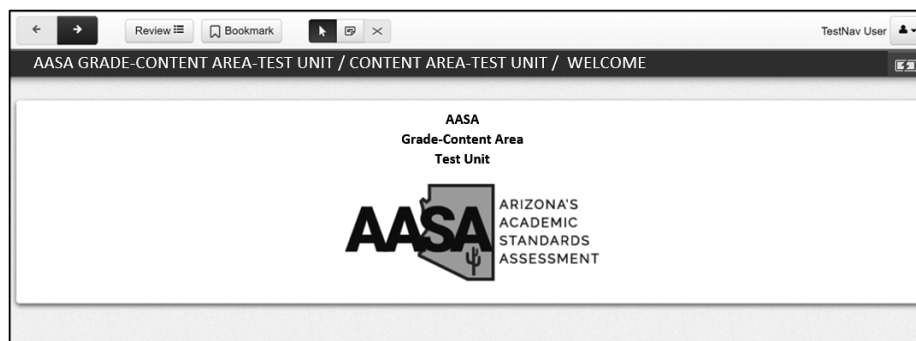 Review Bookmark TestNav User
AASA GRADE-CONTENT AREA-TEST UNIT / CONTENT AREA-TEST UNIT / WELCOME
AASA
Grade-Content Area
Test Unit
AASA
ARIZONA'S
ACADEMIC
STANDARDS
ASSESSMENT